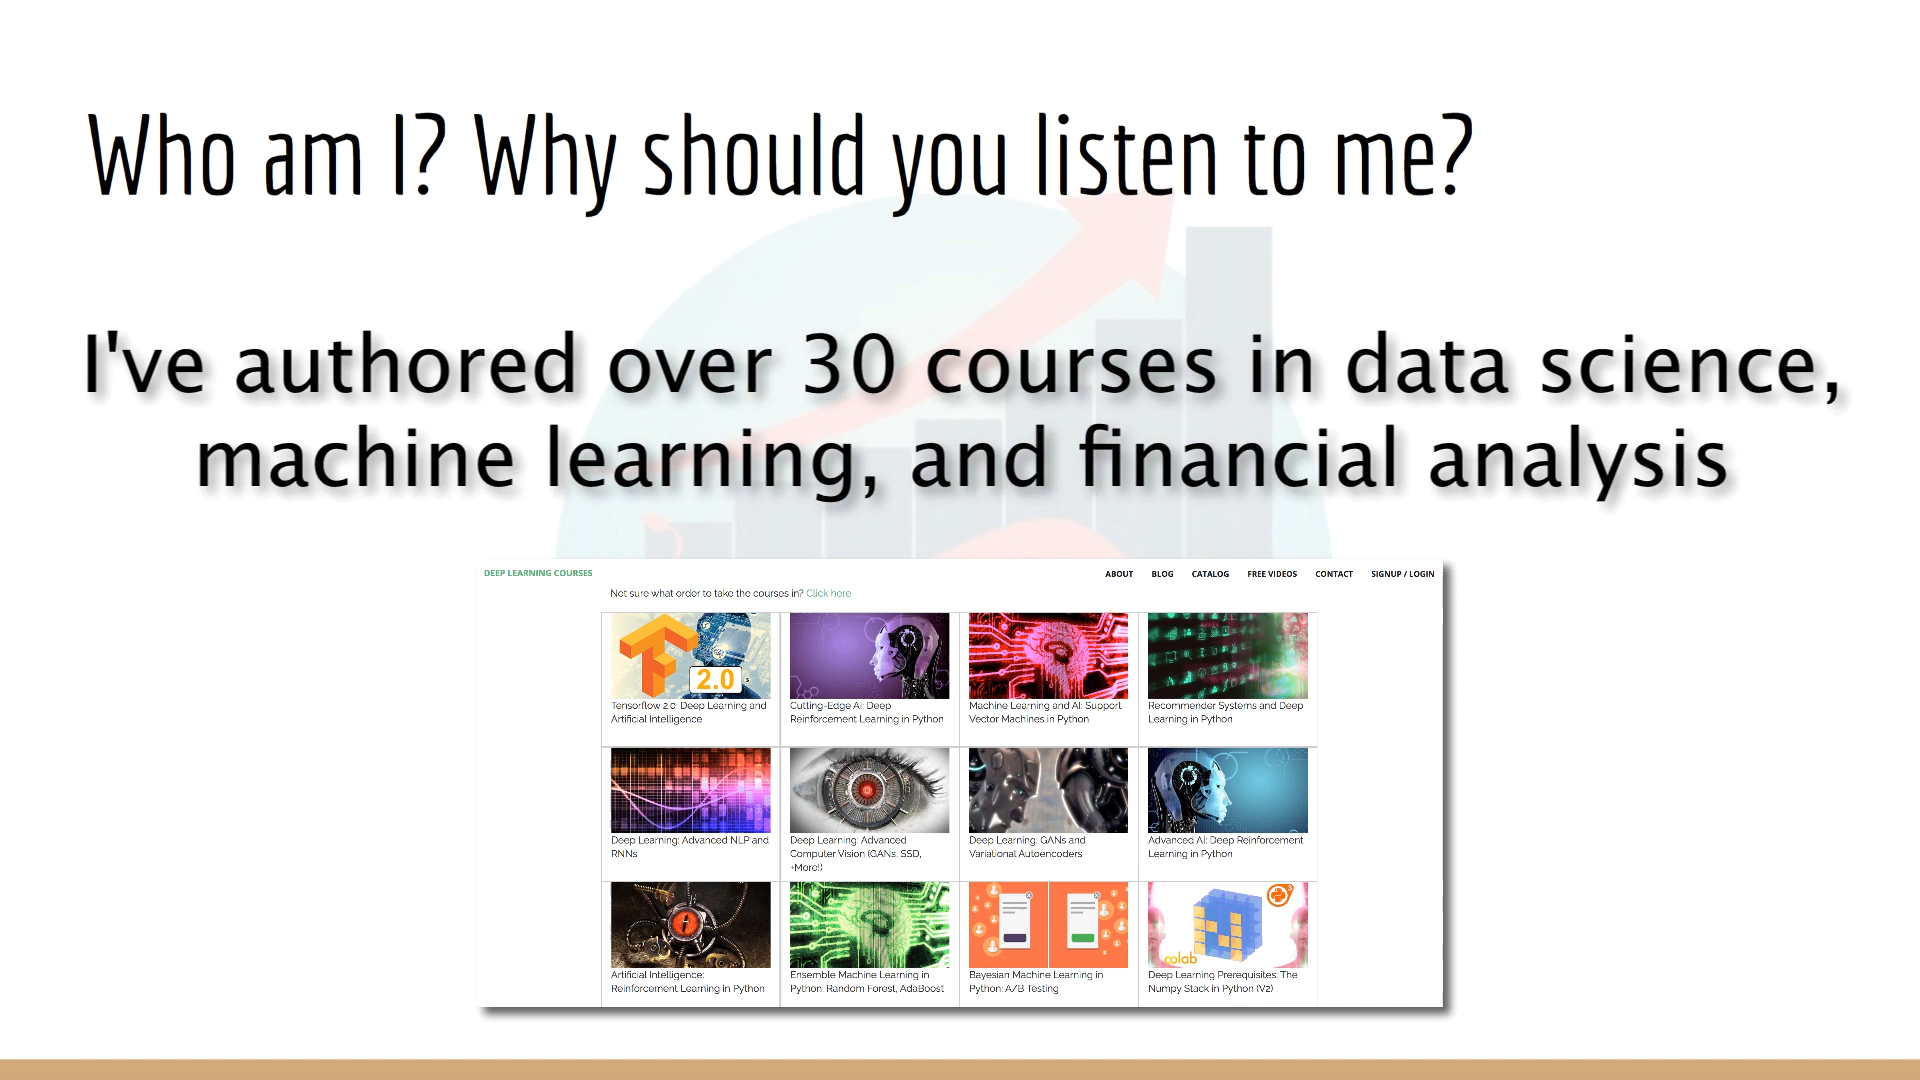 Who am I? Why should you listen to me?
I've authored over 30 courses in data science,
machine learning, and financial analysis
DEEP LEARNING COURSES
ABOUT BLOG CATALOG FREE VIDEOS CONTACT SIGNUP / LOGIN
Not sure what order to take the courses in? Click here
2.0
Tensorflow 2.0: Deep Learning and
Artificial Intelligence
Cutting-Edge AI: Deep
Reinforcement Learning in Python
Machine Learning and AI: Support
Vector Machines in Python
Recommender Systems and Deep
Learning in Python
Deep Learning: Advanced NLP and
RNNs
Deep Learning: Advanced
Computer Vision (GANs, SSD,
+More!)
Deep Learning: GANs and
Variational Autoencoders
Advanced AI: Deep Reinforcement
Learning in Python
colab
Artificial Intelligence:
Reinforcement Learning in Python
Ensemble Machine Learning in
Python: Random Forest, AdaBoost
Bayesian Machine Learning in
Python: A/B Testing
Deep Learning Prerequisites: The
Numpy Stack in Python (V2)